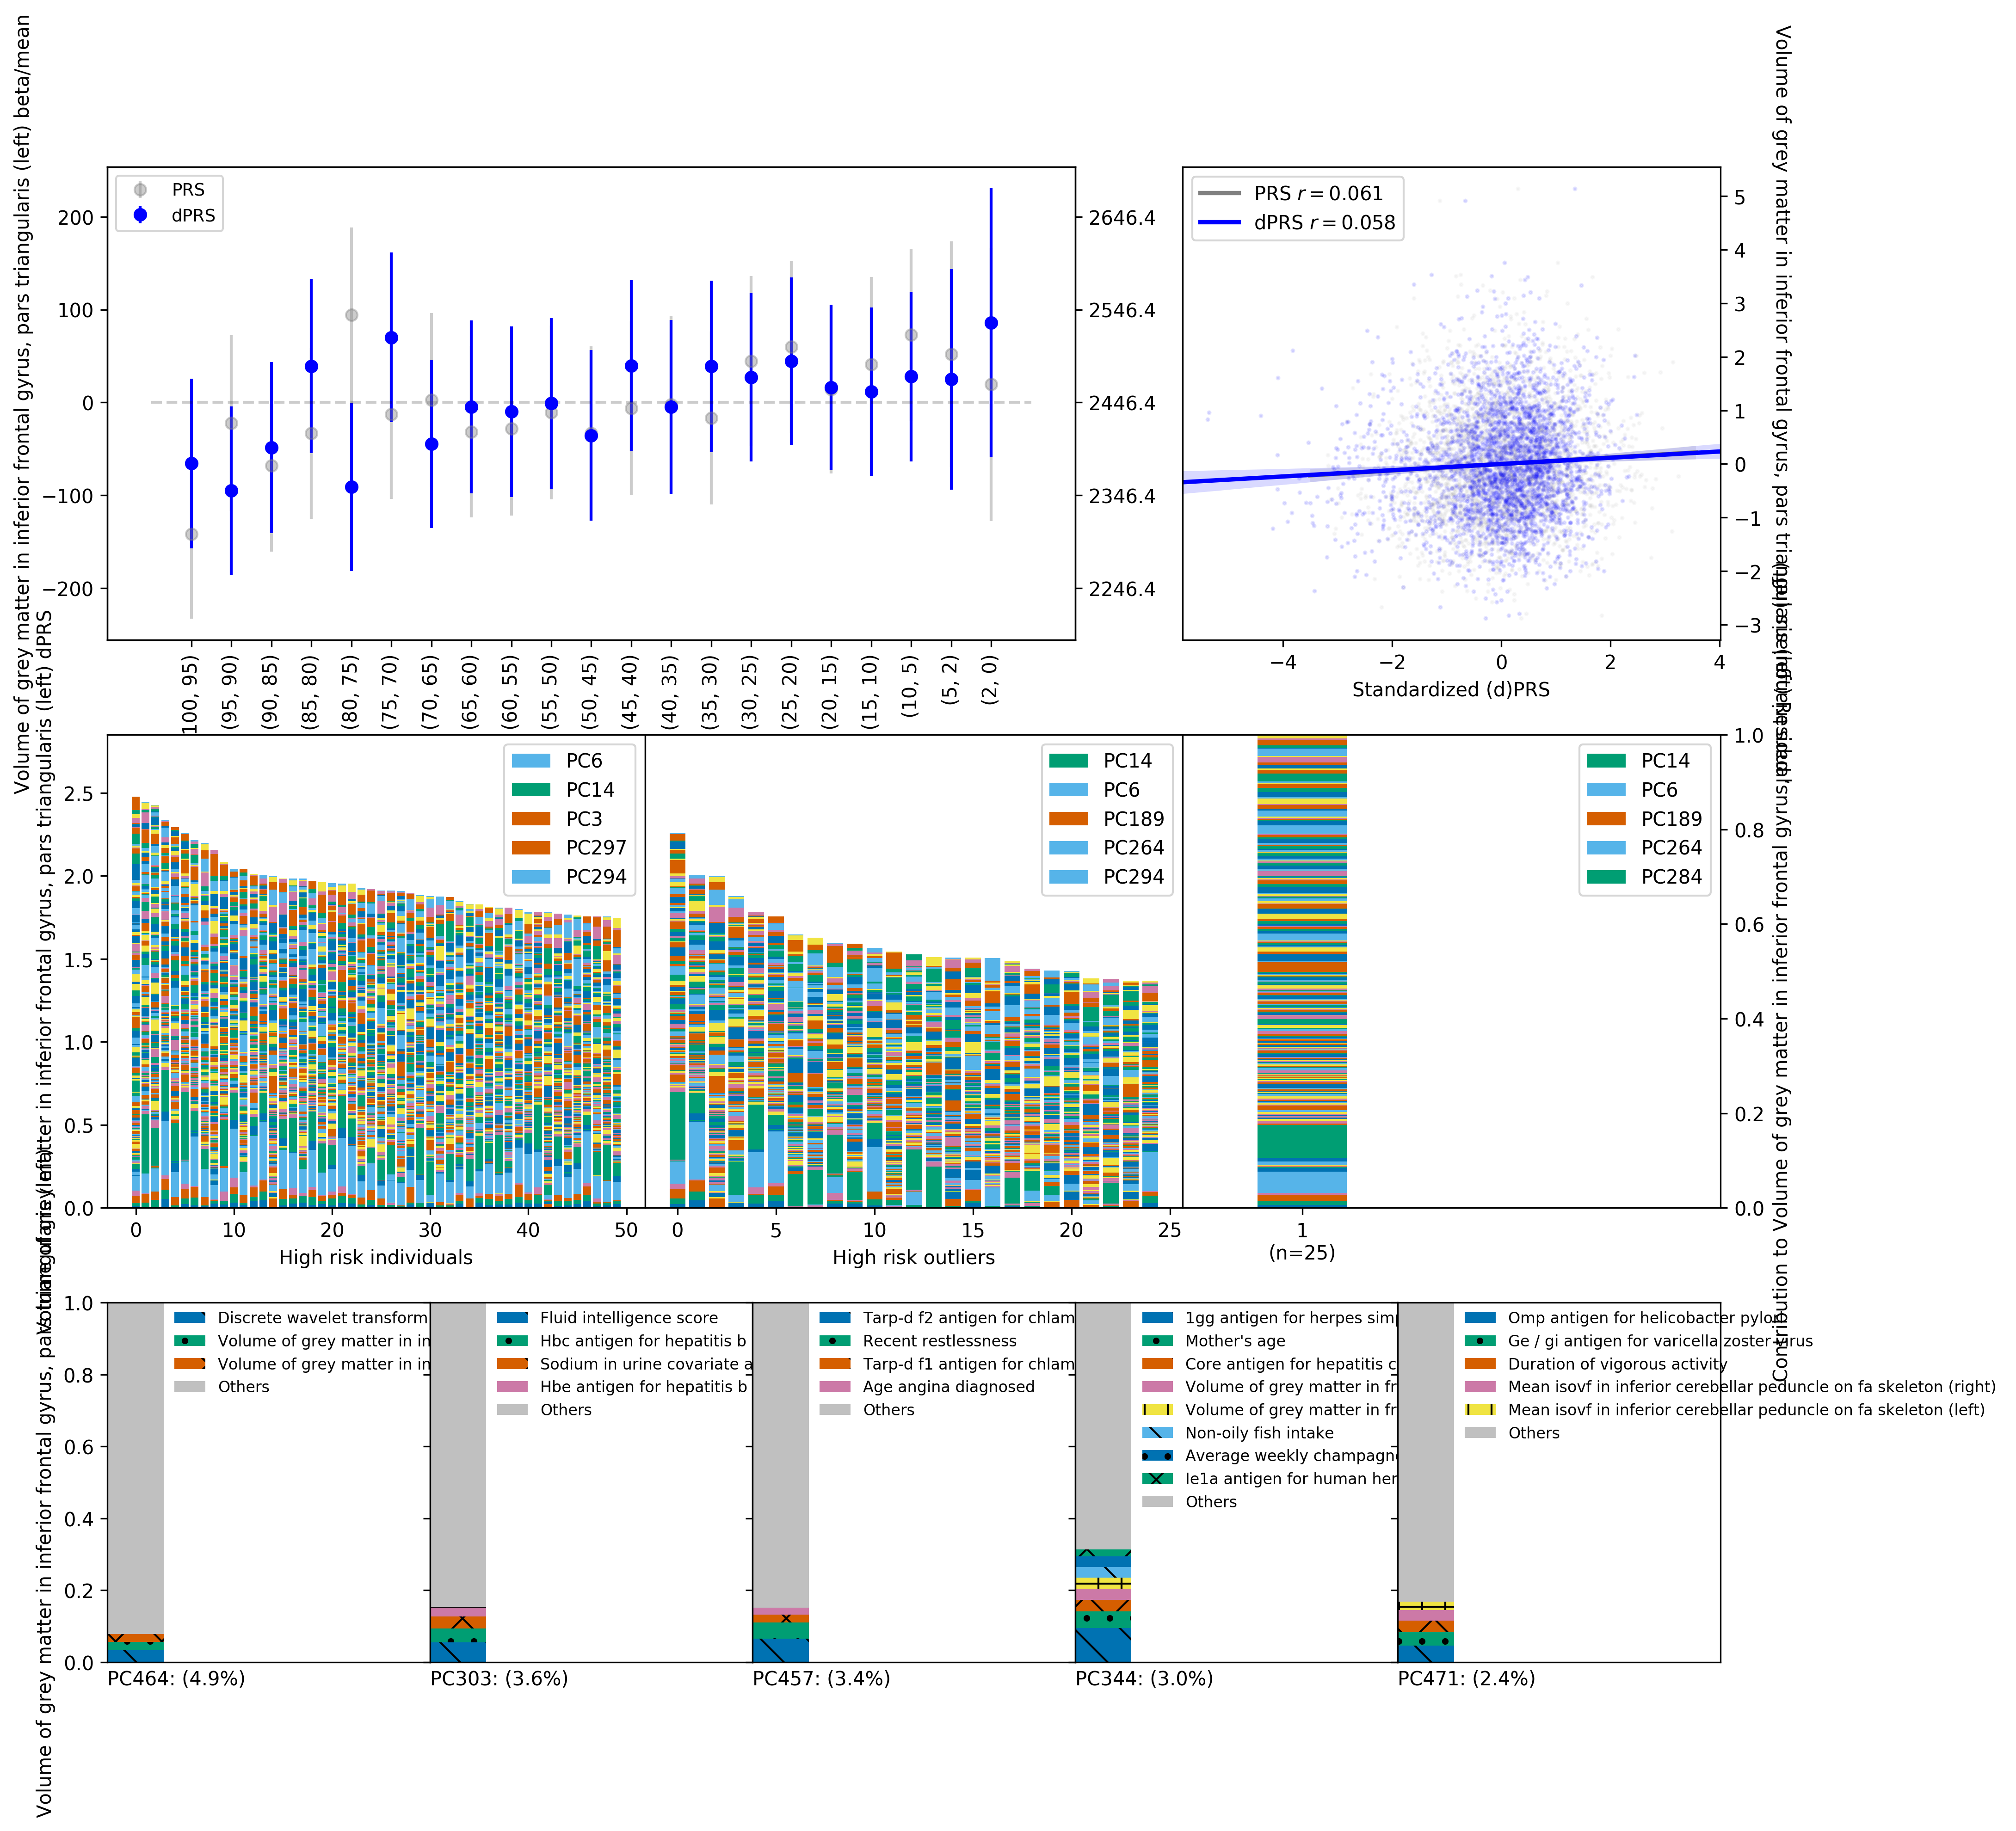 Volume of grey matter in inferior frontal gyrus, pars triangularis (left) beta/mean
PRS
dPRS
200
100
0
−100
−200
2646.4
2546.4
2446.4
2346.4
2246.4
100, 95)
(95, 90)
(90, 85)
(85, 80)
(80, 75)
(75, 70)
(70, 65)
(65, 60)
(60, 55)
(55, 50)
(50, 45)
(45, 40)
(40, 35)
(35, 30)
(30, 25)
(25, 20)
(20, 15)
(15, 10)
(10, 5)
(5, 2)
(2, 0)
PRS r = 0.061
dPRS r = 0.058
5
4
3
2
1
0
−1
−2
−3
−4
−2
0
2
4
Standardized (d)PRS
Volume of grey matter in inferior frontal gyrus, pars triangularis (left)
Volume of grey matter in inferior frontal gyrus, pars triangularis (left) dPRS
2.5
2.0
1.5
1.0
0.5
0.0
PC6
PC14
PC3
PC297
PC294
0
10
20
30
40
50
High risk individuals
PC14
PC6
PC189
PC264
PC294
0
5
10
15
20
25
High risk outliers
PC14
PC6
PC189
PC264
PC284
1
(n=25)
1.0
0.8
0.6
0.4
0.2
0.0
Contribution to Volume of grey matter in inferior frontal gyrus,
Volume of grey matter in inferior frontal gyrus,
1.0
0.8
0.6
0.4
0.2
0.0
Discrete wavelet transform
Volume of grey matter in in
Volume of grey matter in in
Others
PC464: (4.9%)
Fluid intelligence score
Hbc antigen for hepatitis b
Sodium in urine covariate a
Hbe antigen for hepatitis b
Others
PC303: (3.6%)
Tarp-d f2 antigen for chlam
Recent restlessness
Tarp-d f1 antigen for chlam
Age angina diagnosed
Others
PC457: (3.4%)
1gg antigen for herpes sim
Mother's age
Core antigen for hepatitis c
Volume of grey matter in fr
Volume of grey matter in fr
Non-oily fish intake
Average weekly champagn
Ie1a antigen for human her
Others
PC344: (3.0%)
Omp antigen for helicobacter pylori
Ge / gi antigen for varicella zoster virus
Duration of vigorous activity
Mean isovf in inferior cerebellar peduncle on fa skeleton (right)
Mean isovf in inferior cerebellar peduncle on fa skeleton (left)
Others
PC471: (2.4%)